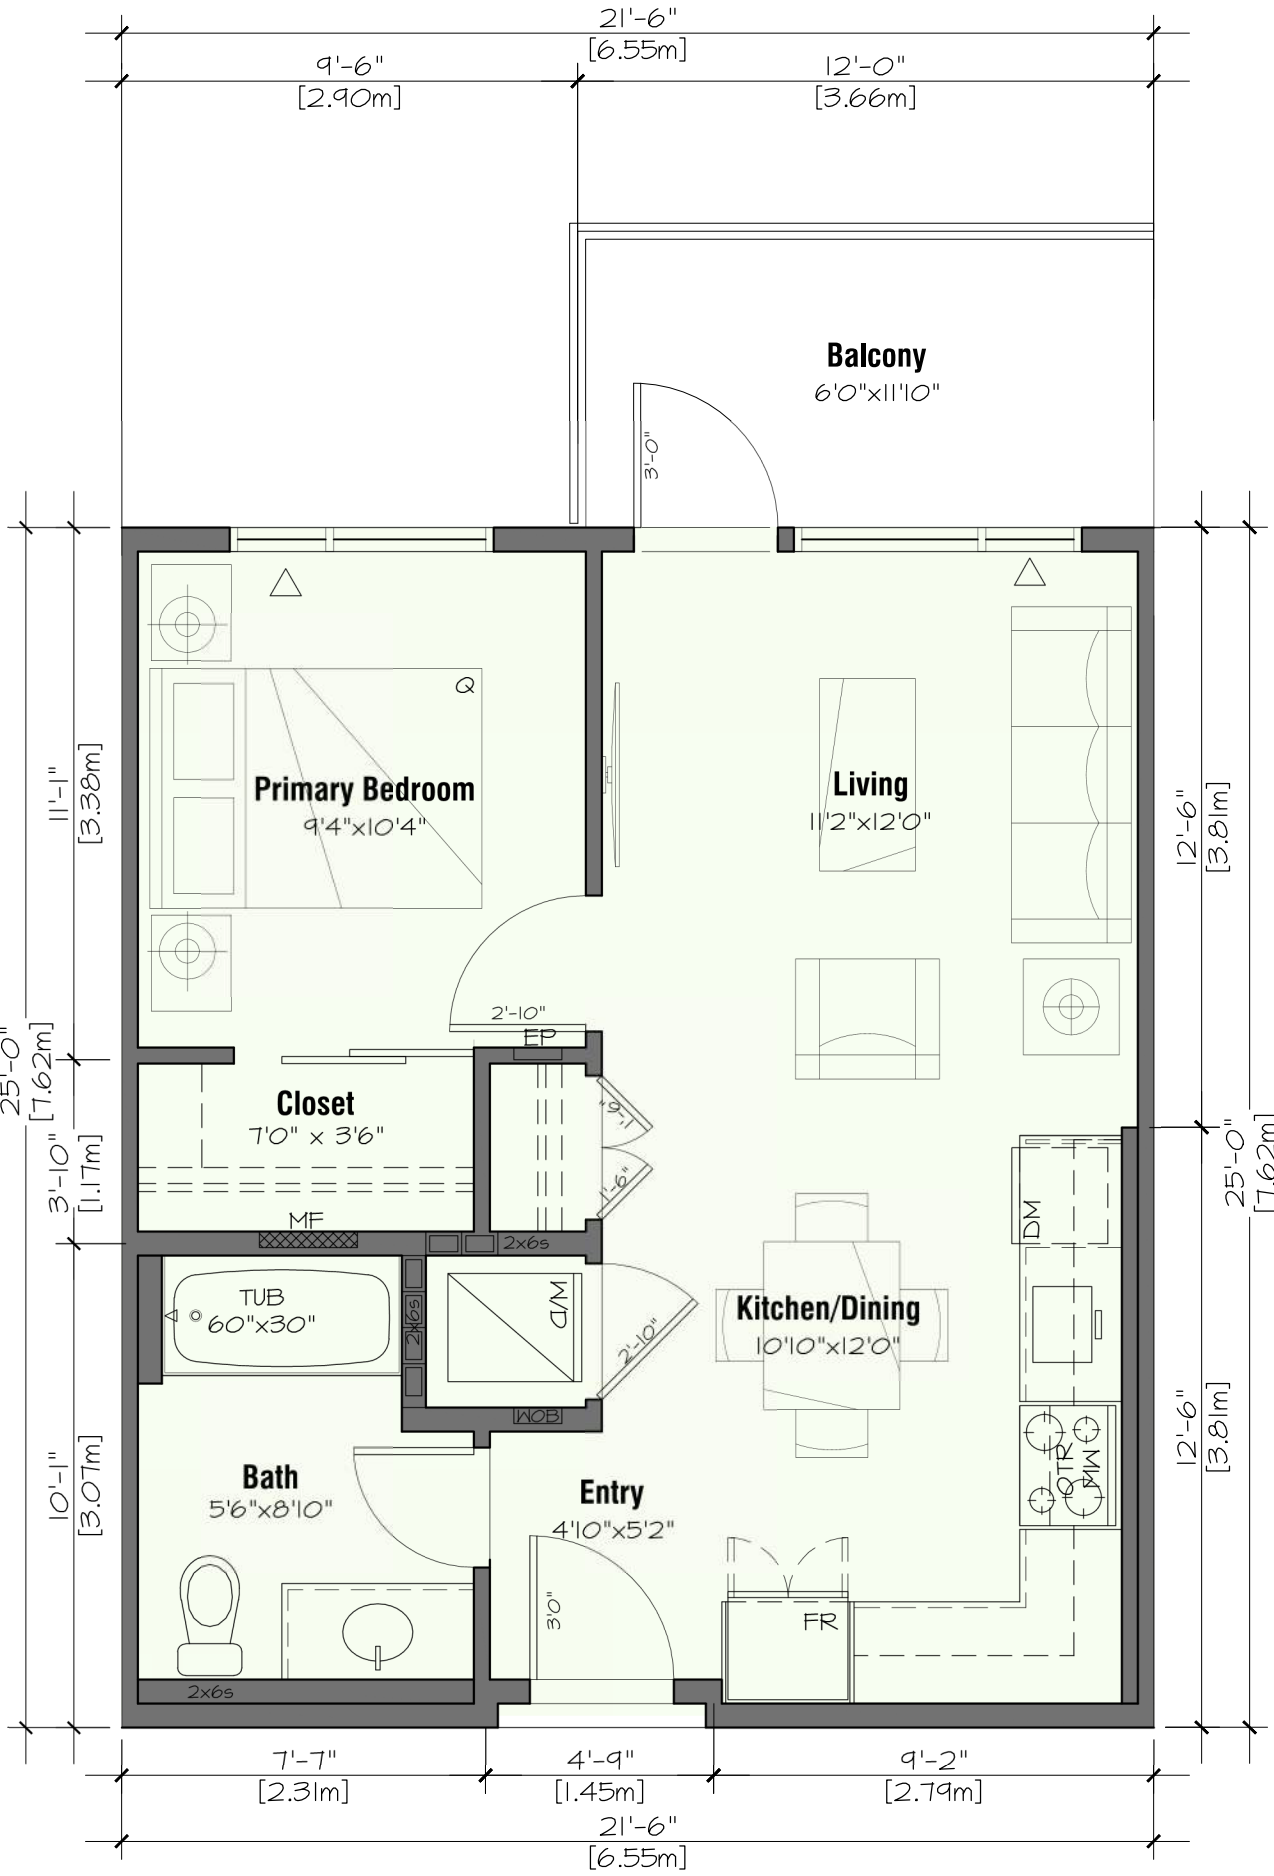 21'-6"
[6.55m]
9'-6"
[2.90m]
12'-0"
[3.66m]
Balcony
6'0"x11'10"
3'-0"
Q
Primary Bedroom
9'4"x10'4"
Living
11'2"x12'0"
11'-1"
[3.38m]
12'-6"
[3.81m]
2'-10"
EP
25'-0"
[7.62m]
Closet
7'0" x 3'6"
1'-6"
1'-6"
3'-10"
[1.17m]
25'-0"
[7.62m]
MF
2x6s
DM
TUB
60"x30"
2x6s
W/D
2'-10"
Kitchen/Dining
10'10"x12'0"
WOB
12'-6"
[3.81m]
OTR
MW
10'-1"
[3.07m]
Bath
5'6"x8'10"
Entry
4'10"x5'2"
3'0"
FR
2x6s
7'-7"
[2.31m]
4'-9"
[1.45m]
9'-2"
[2.79m]
21'-6"
[6.55m]